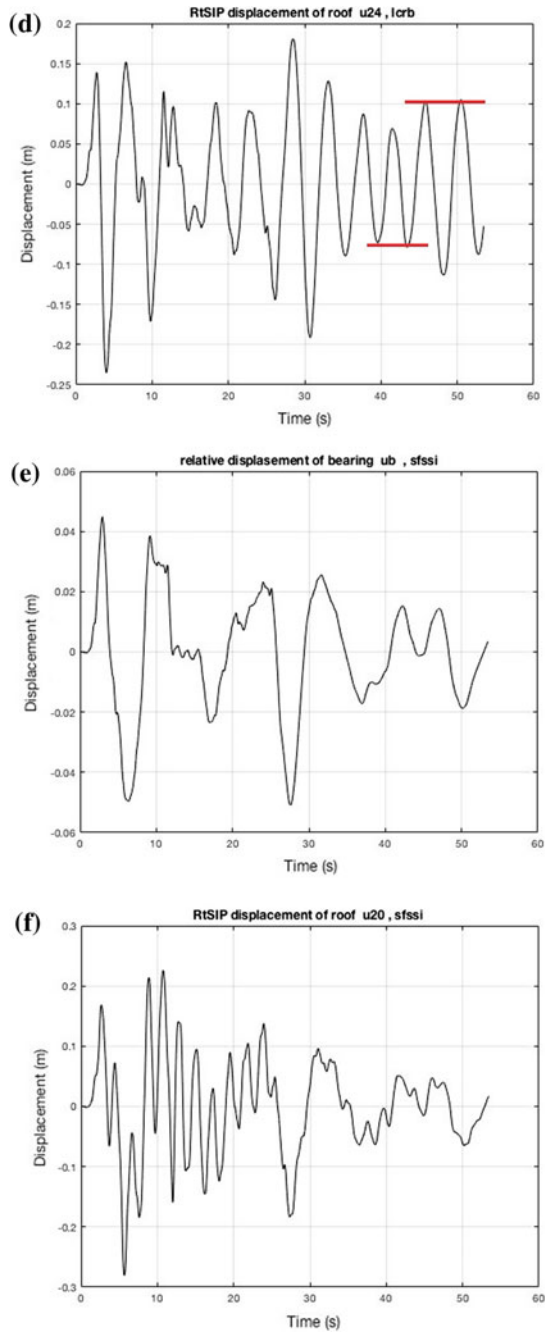 (d)
RtSIP displacement of roof u24 , lcrb
0.2
0.15
0.1
0.05
0
-0.05
-0.1
-0.15
-0.2
-0.25
Displacement (m)
0 10 20 30 40 50 60
Time (s)
(e)
relative displasement of bearing ub , sfssi
0.06
0.04
0.02
0
-0.02
-0.04
-0.06
Displacement (m)
0 10 20 30 40 50 60
Time (s)
(f)
RtSIP displacement of roof u20 , sfssi
0.3
0.2
0.1
0
-0.1
-0.2
-0.3
Displacement (m)
0 10 20 30 40 50 60
Time (s)